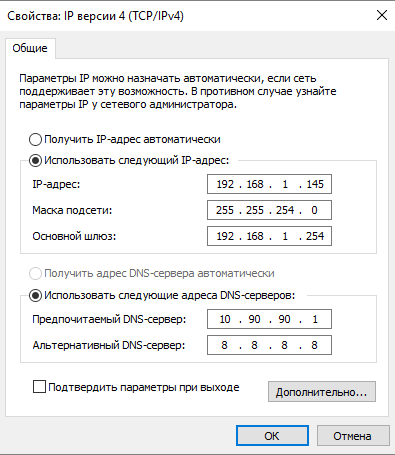 Свойства: IP версии 4 (TCP/IPv4)
Общие
Параметры IP можно назначать автоматически, если сеть
поддерживает эту возможность. В противном случае узнайте
параметры IP у сетевого администратора.
Получить IP-адрес автоматически
Использовать следующий IP-адрес:
IP-адрес: 192 . 168 . 1 . 145
Маска подсети: 255 . 255 . 254 . 0
Основной шлюз: 192 . 168 . 1 . 254
Получить адрес DNS-сервера автоматически
Использовать следующие адреса DNS-серверов:
Предпочитаемый DNS-сервер: 10 . 90 . 90 . 1
Альтернативный DNS-сервер: 8 . 8 . 8 . 8
Подтвердить параметры при выходе
Дополнительно...
OK Отмена